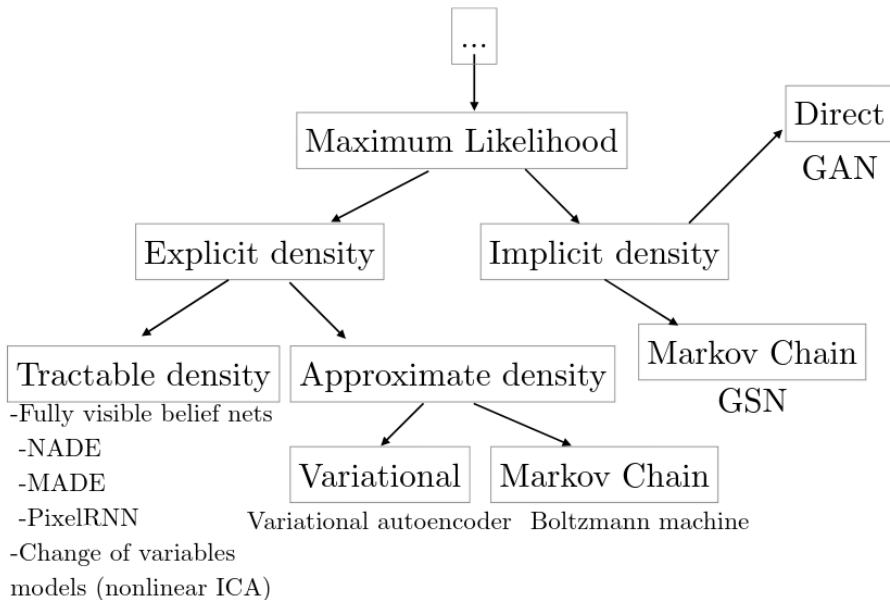 ...
Maximum Likelihood
Direct
GAN
Explicit density
Implicit density
Tractable density
-Fully visible belief nets
-NADE
-MADE
-PixelRNN
-Change of variables
models (nonlinear ICA)
Approximate density
Variational
Variational autoencoder
Markov Chain
Boltzmann machine
Markov Chain
GSN